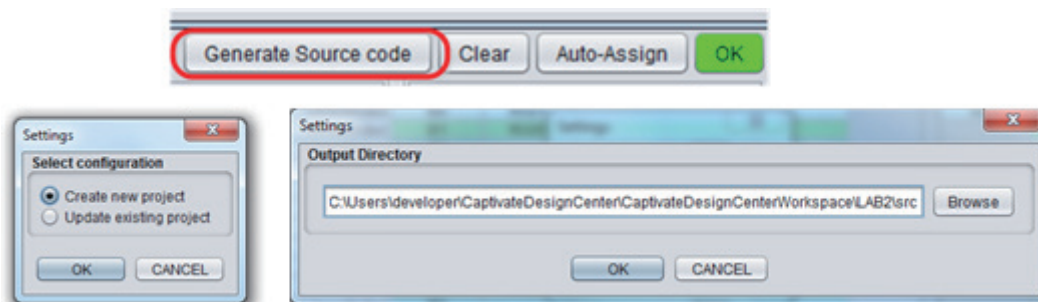 Generate Source code Clear Auto-Assign OK
Settings
Select configuration
Create new project
Update existing project
OK CANCEL
Settings
Output Directory
C:\Users\developer\CaptivateDesignCenter\CaptivateDesignCenterWorkspace\LAB2\src Browse
OK CANCEL